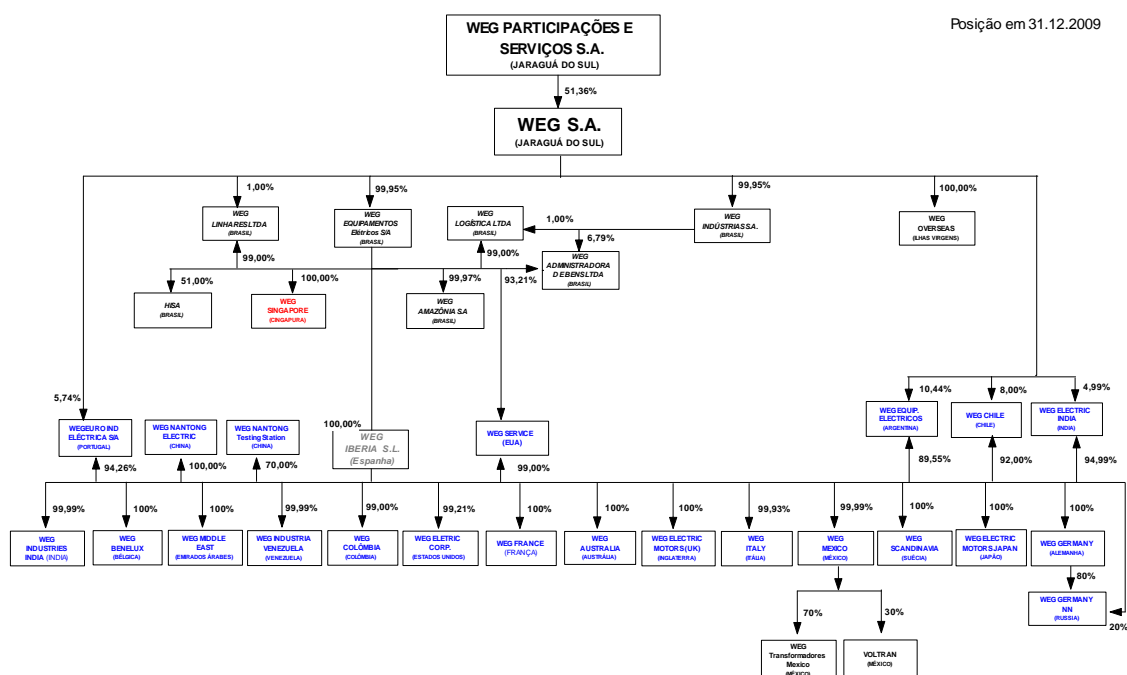 Posição em 31.12.2009
WEG PARTICIPAÇÕES E
SERVIÇOS S.A.
(JARAGUÁ DO SUL)
51,36%
WEG S.A.
(JARAGUÁ DO SUL)
1,00%
99,95%
99,95%
100,00%
WEG
LINHARES LTDA
(BRASIL)
WEG
EQUIPAMENTOS
Elétricos S/A
(BRASIL)
WEG
LOGÍSTICA LTDA
(BRASIL)
1,00%
WEG
INDÚSTRIAS S.A.
(BRASIL)
WEG
OVERSEAS
(ILHAS VIRGENS)
6,79%
99,00%
99,00%
WEG
ADMINISTRADORA
DE BENS LTDA
(BRASIL)
51,00%
100,00%
99,97%
93,21%
HISA
(BRASIL)
WEG
SINGAPORE
(CINGAPURA)
WEG
AMAZÔNIA S.A
(BRASIL)
5,74%
10,44%
8,00%
4,99%
WEGEURO IND
ELÉCTRICA S/A
(PORTUGAL)
WEG NANTONG
ELECTRIC
(CHINA)
WEG NANTONG
Testing Station
(CHINA)
100,00%
WEG
IBERIA S.L.
(Espanha)
WEG SERVICE
(EUA)
WEG EQUIP.
ELECTRICOS
(ARGENTINA)
WEG CHILE
(CHILE)
WEG ELECTRIC
INDIA
(INDIA)
94,26%
100,00%
70,00%
99,00%
89,55%
92,00%
94,99%
99,99%
100%
100%
99,99%
99,00%
99,21%
100%
100%
100%
99,93%
99,99%
100%
100%
100%
WEG
INDUSTRIES
INDIA (INDIA)
WEG
BENELUX
(BÉLGICA)
WEG MIDDLE
EAST
(EMIRADOS ÁRABES)
WEG INDUSTRIA
VENEZUELA
(VENEZUELA)
WEG
COLÔMBIA
(COLÔMBIA)
WEG ELETRIC
CORP.
(ESTADOS UNIDOS)
WEG FRANCE
(FRANÇA)
WEG
AUSTRALIA
(AUSTRÁLIA)
WEG ELECTRIC
MOTORS (UK)
(INGLATERRA)
WEG
ITALY
(ITÁLIA)
WEG
MEXICO
(MÉXICO)
WEG
SCANDINAVIA
(SUÉCIA)
WEG ELECTRIC
MOTORS JAPAN
(JAPÃO)
WEG GERMANY
(ALEMANHA)
80%
70%
30%
WEG GERMANY
NN
(RUSSIA)
20%
WEG
Transformadores
Mexico
(MÉXICO)
VOLTRAN
(MÉXICO)